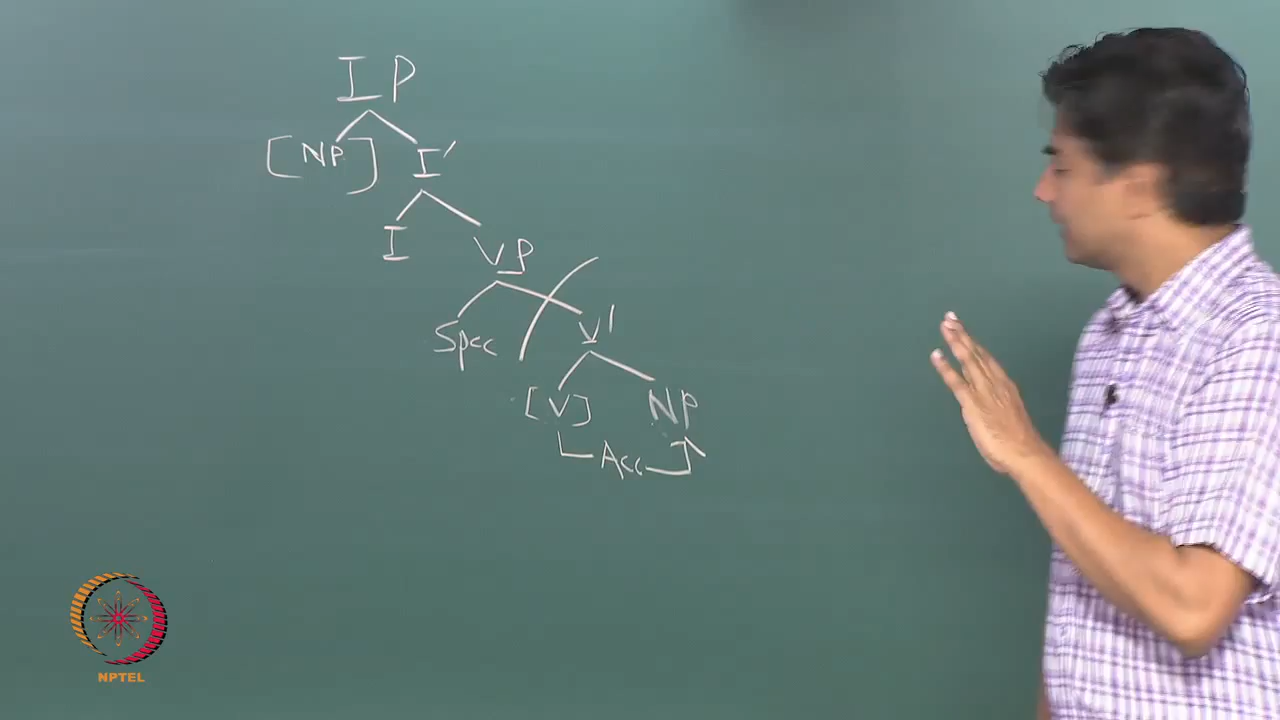 IP
[NP] I'
I VP
Spec V'
[V] NP
Acc
NPTEL